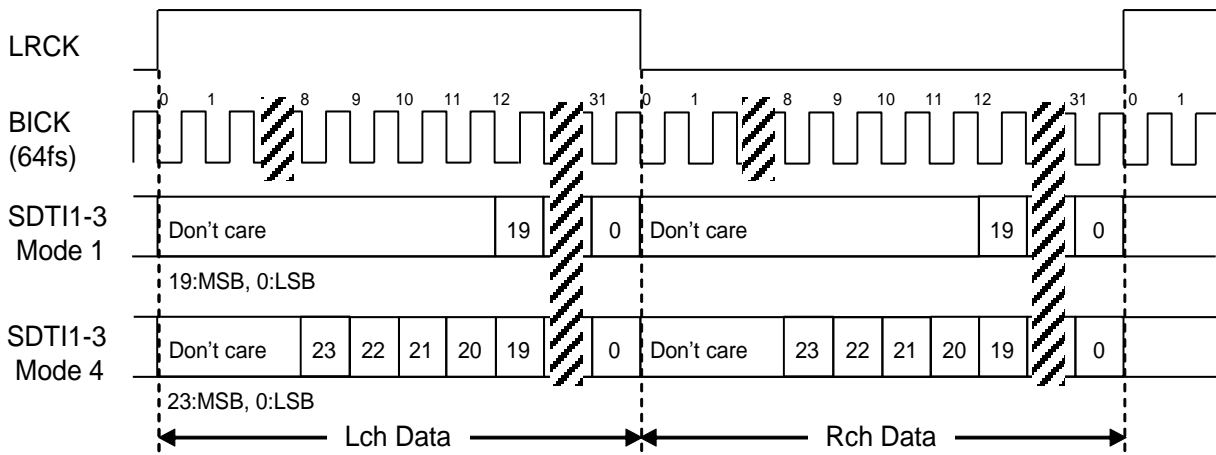 LRCK
0 1 8 9 10 11 12 31 0 1 8 9 10 11 12 31 0 1
BICK
(64fs)
SDTI1-3
Mode 1
Don't care 19 0 Don't care 19 0
19:MSB, 0:LSB
SDTI1-3
Mode 4
Don't care 23 22 21 20 19 0 Don't care 23 22 21 20 19 0
23:MSB, 0:LSB
Lch Data Rch Data